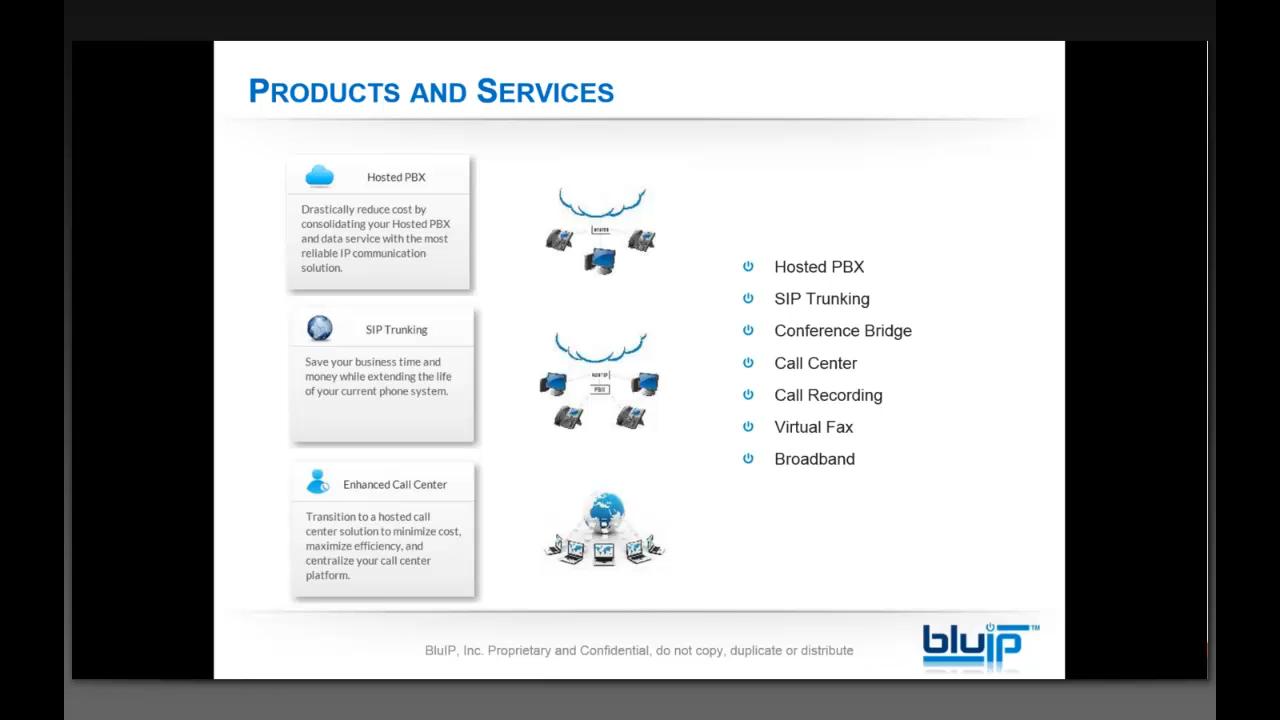 PRODUCTS AND SERVICES
Hosted PBX
Drastically reduce cost by
consolidating your Hosted PBX
and data service with the most
reliable IP communication
solution.
SIP Trunking
Save your business time and
money while extending the life
of your current phone system.
Enhanced Call Center
Transition to a hosted call
center solution to minimize cost,
maximize efficiency, and
centralize your call center
platform.
PBX
Hosted PBX
SIP Trunking
Conference Bridge
Call Center
Call Recording
Virtual Fax
Broadband
BluIP, Inc. Proprietary and Confidential, do not copy, duplicate or distribute
bluip™